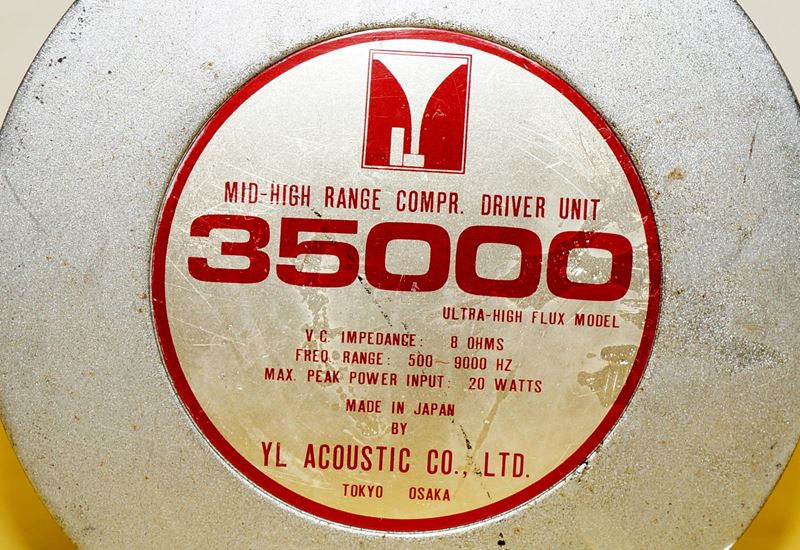 MID-HIGH RANGE COMPR. DRIVER UNIT
35000
ULTRA-HIGH FLUX MODEL
V.C. IMPEDANCE: 8 OHMS
FREQ. RANGE: 500~9000 HZ
MAX. PEAK POWER INPUT: 20 WATTS
MADE IN JAPAN
BY
YL ACOUSTIC CO., LTD.
TOKYO OSAKA